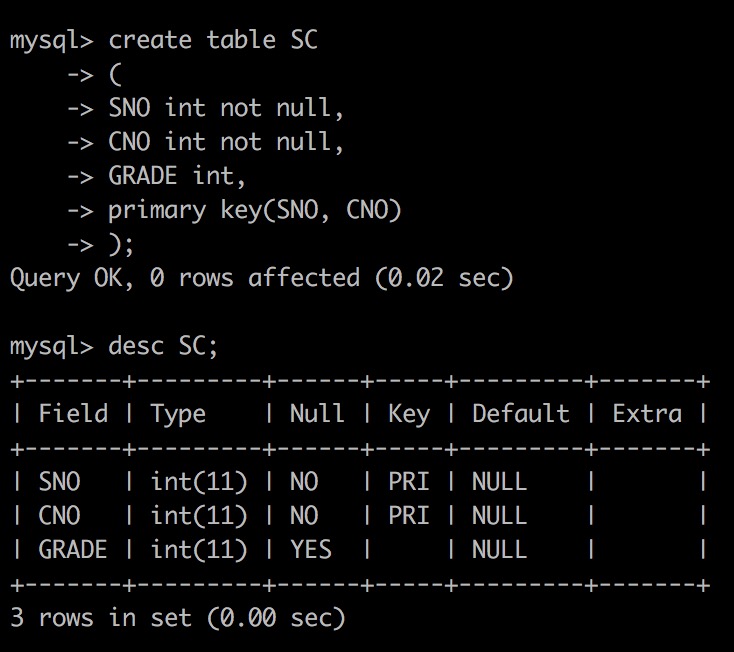 mysql> create table SC
    -> (
    -> SNO int not null,
    -> CNO int not null,
    -> GRADE int,
    -> primary key(SNO, CNO)
    -> );
Query OK, 0 rows affected (0.02 sec)

mysql> desc SC;
+-------+---------+------+-----+---------+-------+
| Field | Type    | Null | Key | Default | Extra |
+-------+---------+------+-----+---------+-------+
| SNO   | int(11) | NO   | PRI | NULL    |       |
| CNO   | int(11) | NO   | PRI | NULL    |       |
| GRADE | int(11) | YES  |     | NULL    |       |
+-------+---------+------+-----+---------+-------+
3 rows in set (0.00 sec)